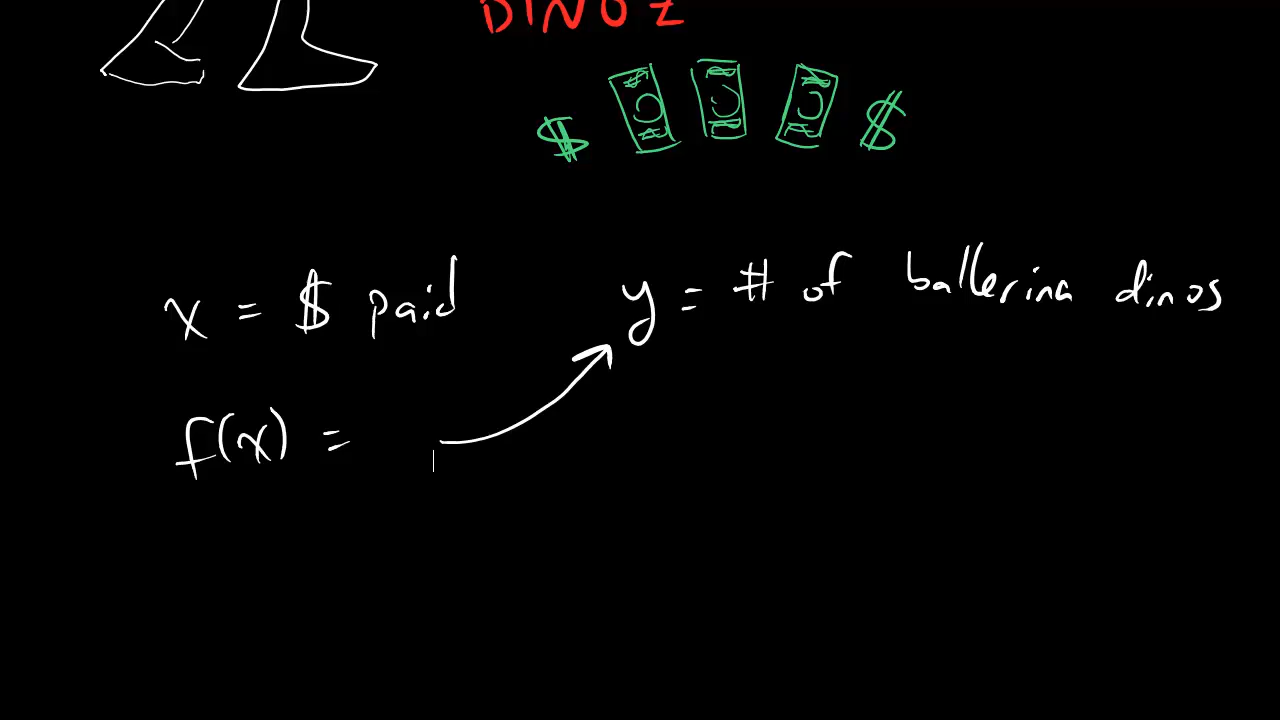 DINOZ
$ $
x = $ paid y = # of ballerina dinos
f(x) =